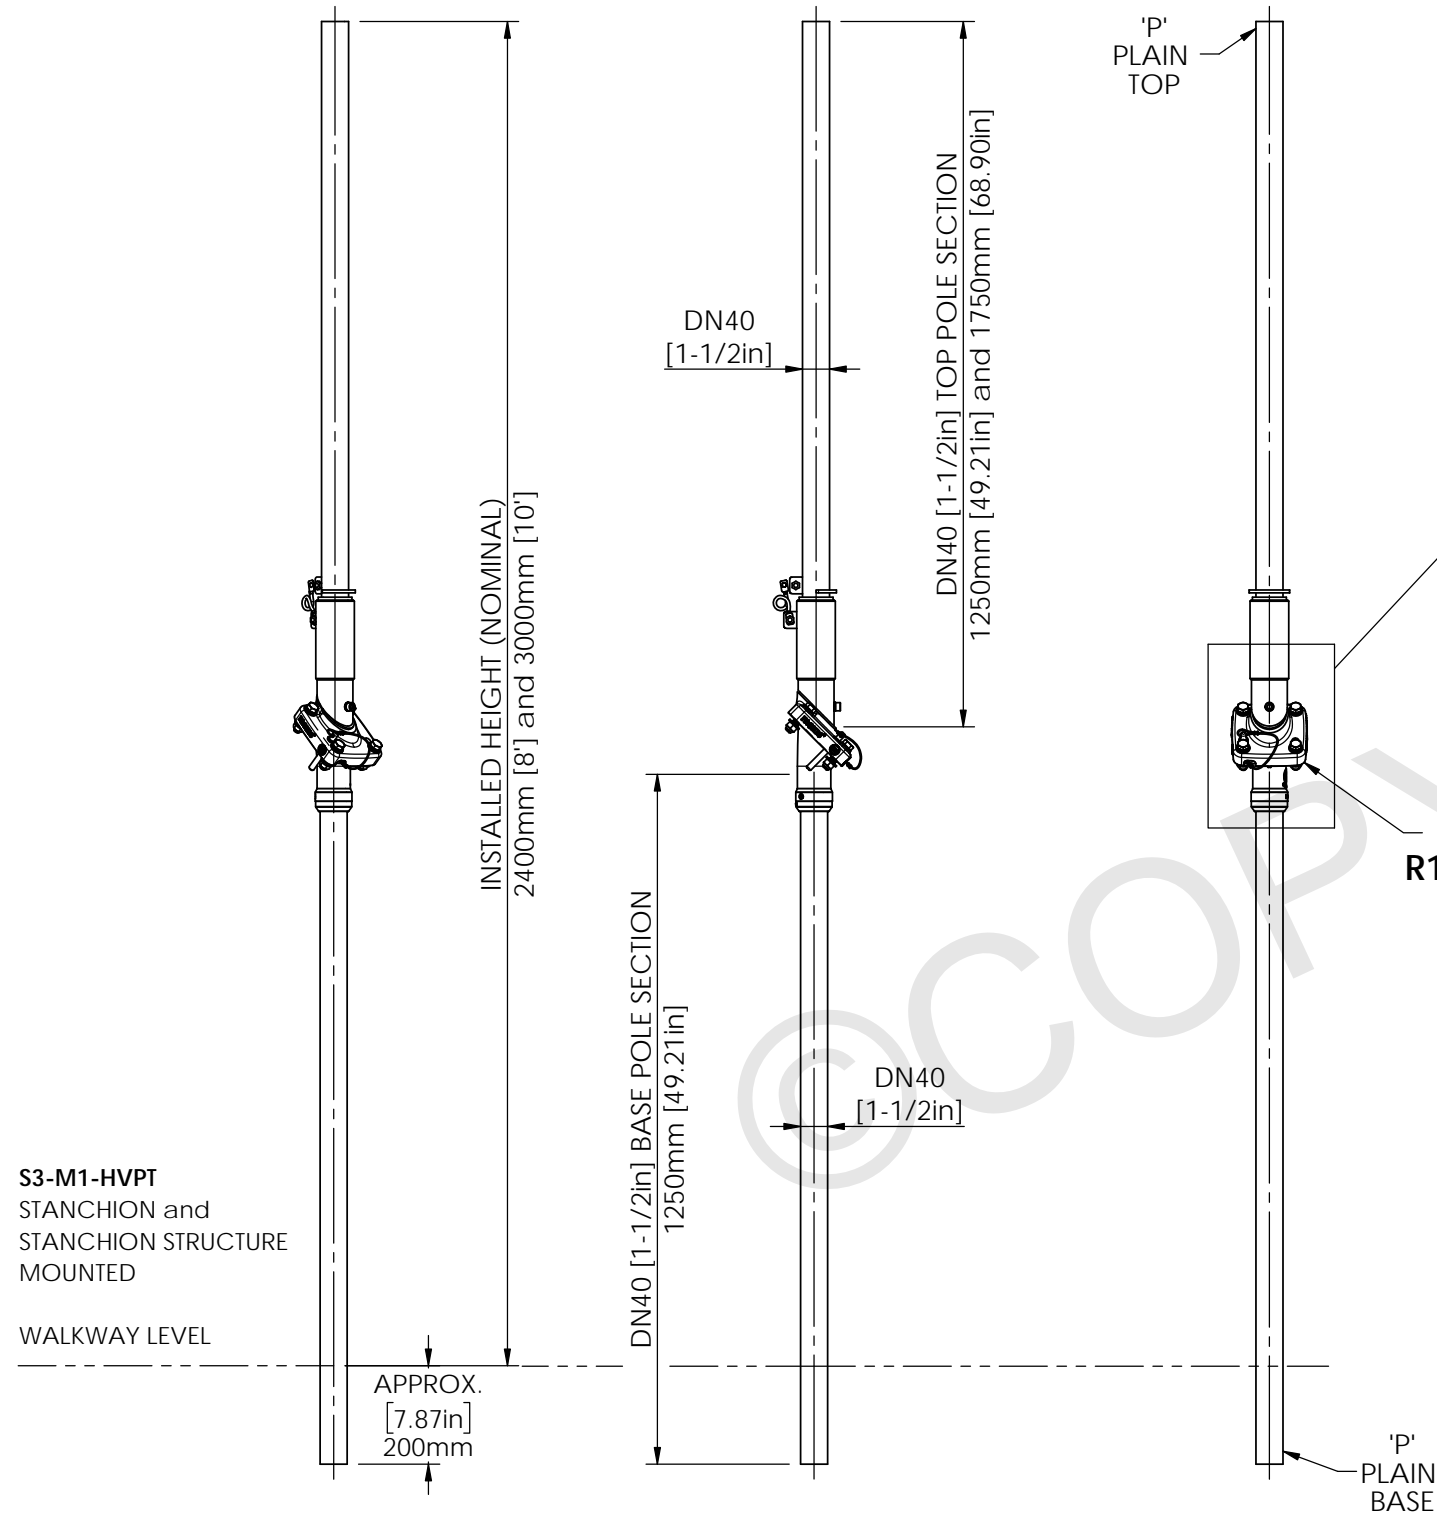 'P'
PLAIN
TOP
DN40
[1-1/2in]
DN40 [1-1/2in] TOP POLE SECTION
1250mm [49.21in] and 1750mm [68.90in]
INSTALLED HEIGHT (NOMINAL)
2400mm [8'] and 3000mm [10']
R1
DN40 [1-1/2in] BASE POLE SECTION
1250mm [49.21in]
DN40
[1-1/2in]
©COPY
S3-M1-HVPT
STANCHION and
STANCHION STRUCTURE
MOUNTED
WALKWAY LEVEL
APPROX.
[7.87in]
200mm
'P'
PLAIN
BASE